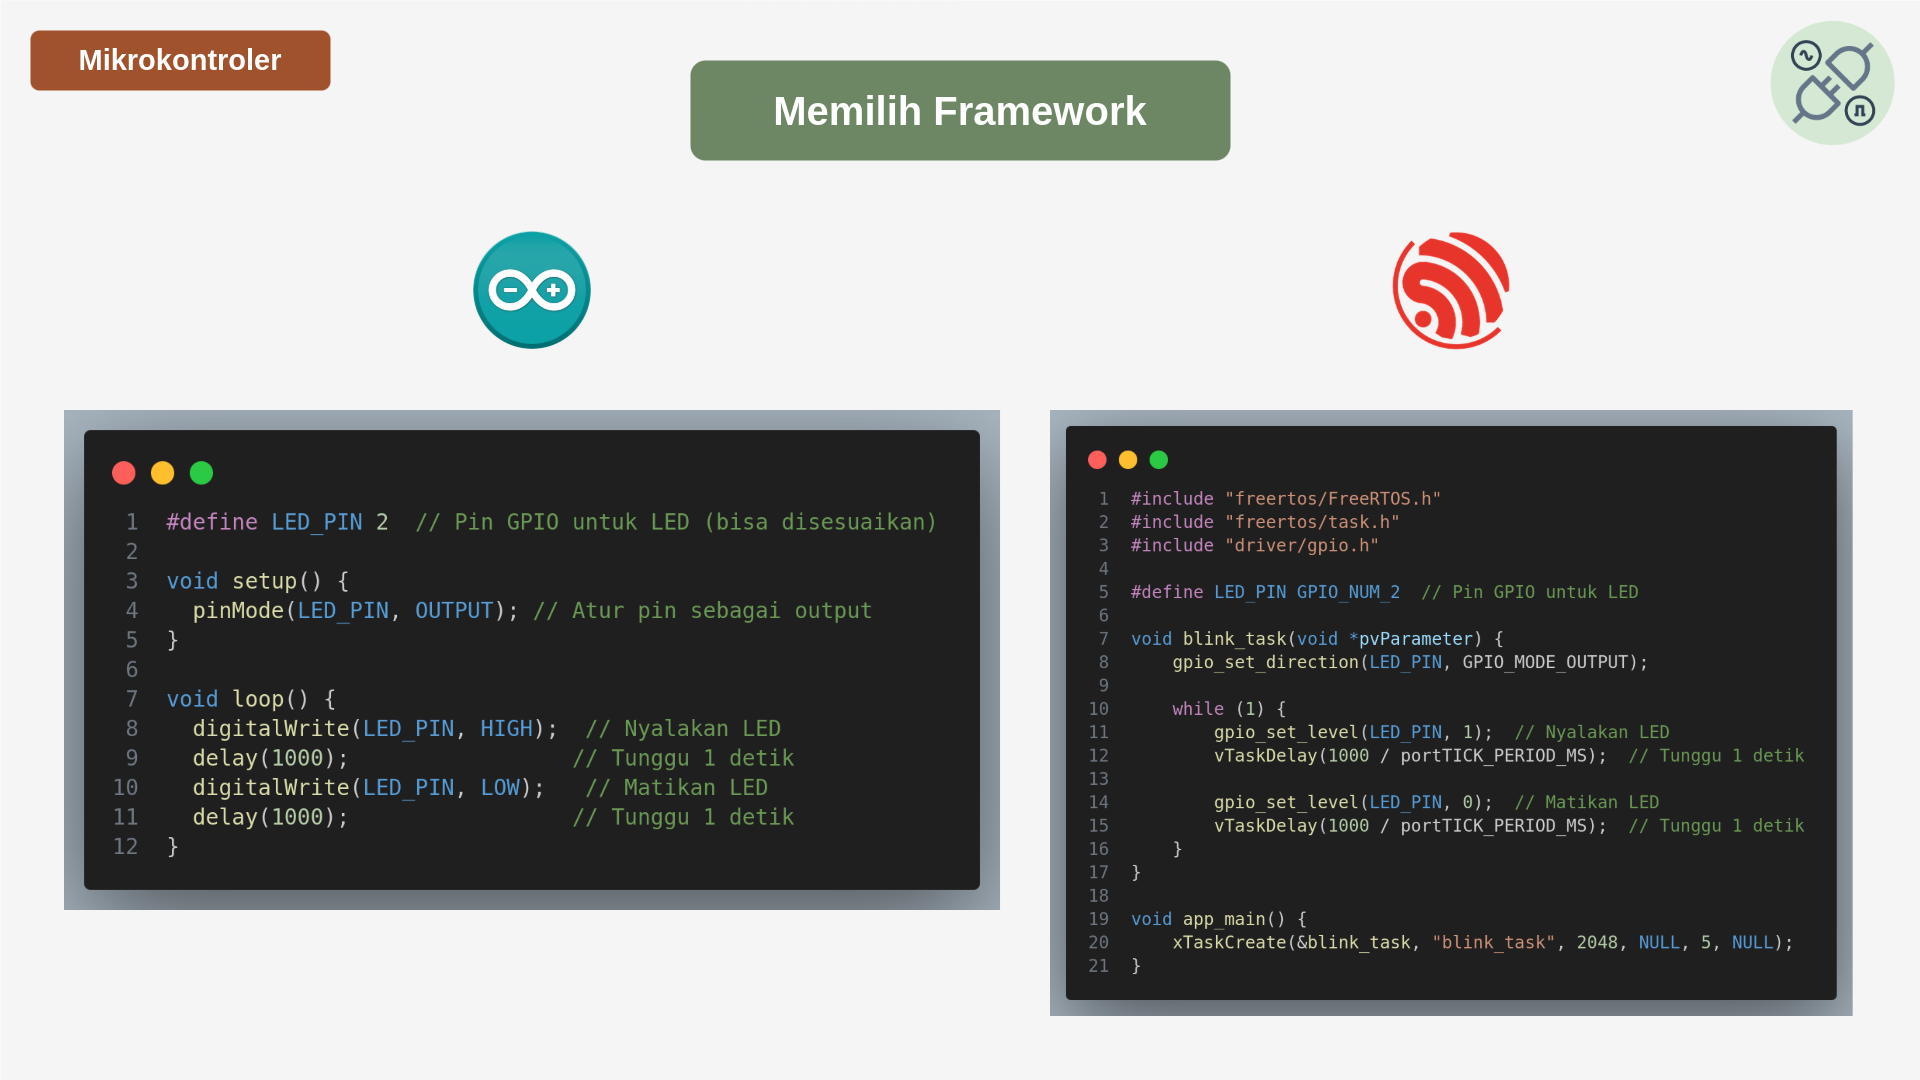 Mikrokontroler
Memilih Framework
1 #define LED_PIN 2  // Pin GPIO untuk LED (bisa disesuaikan)
2
3 void setup() {
4   pinMode(LED_PIN, OUTPUT); // Atur pin sebagai output
5 }
6
7 void loop() {
8   digitalWrite(LED_PIN, HIGH);  // Nyalakan LED
9   delay(1000);                 // Tunggu 1 detik
10   digitalWrite(LED_PIN, LOW);   // Matikan LED
11   delay(1000);                 // Tunggu 1 detik
12 }
1 #include "freertos/FreeRTOS.h"
2 #include "freertos/task.h"
3 #include "driver/gpio.h"
4
5 #define LED_PIN GPIO_NUM_2  // Pin GPIO untuk LED
6
7 void blink_task(void *pvParameter) {
8     gpio_set_direction(LED_PIN, GPIO_MODE_OUTPUT);
9
10     while (1) {
11         gpio_set_level(LED_PIN, 1);  // Nyalakan LED
12         vTaskDelay(1000 / portTICK_PERIOD_MS);  // Tunggu 1 detik
13
14         gpio_set_level(LED_PIN, 0);  // Matikan LED
15         vTaskDelay(1000 / portTICK_PERIOD_MS);  // Tunggu 1 detik
16     }
17 }
18
19 void app_main() {
20     xTaskCreate(&blink_task, "blink_task", 2048, NULL, 5, NULL);
21 }